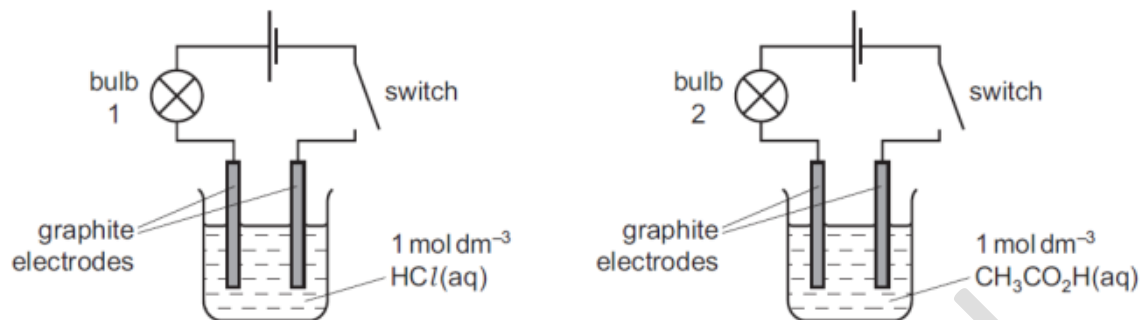 bulb
1
switch
graphite
electrodes
1 mol dm⁻³
HCl(aq)
bulb
2
switch
graphite
electrodes
1 mol dm⁻³
CH₃CO₂H(aq)